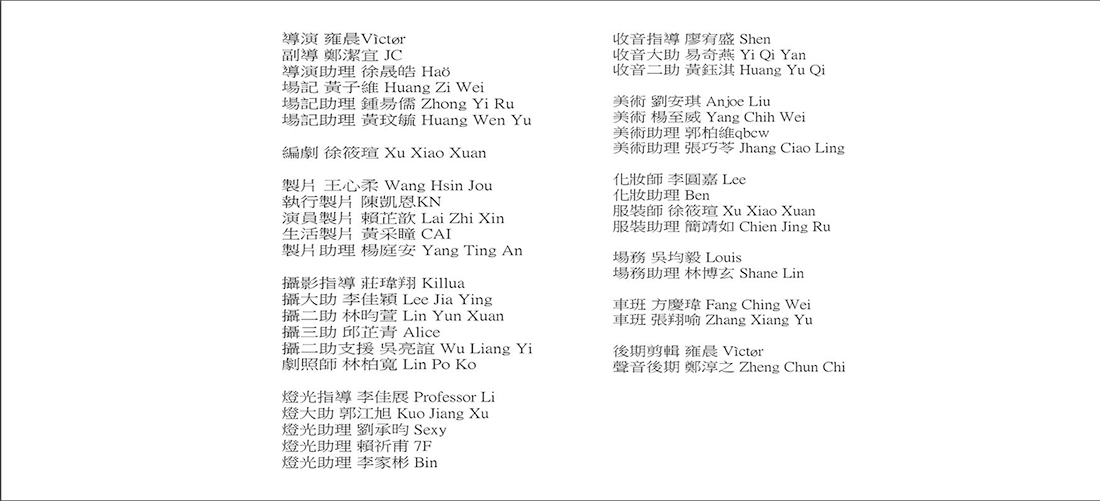 導演 雍晨Vìctør
副導 鄭潔宜 JC
導演助理 徐晟皓 Haö
場記 黃子維 Huang Zi Wei
場記助理 鍾易儒 Zhong Yi Ru
場記助理 黃玟毓 Huang Wen Yu
編劇 徐筱瑄 Xu Xiao Xuan
製片 王心柔 Wang Hsin Jou
執行製片 陳凱恩KN
演員製片 賴芷歆 Lai Zhi Xin
生活製片 黃采瞳 CAI
製片助理 楊庭安 Yang Ting An
攝影指導 莊瑋翔 Killua
攝大助 李佳穎 Lee Jia Ying
攝二助 林昀萱 Lin Yun Xuan
攝三助 邱芷青 Alice
攝二助支援 吳亮誼 Wu Liang Yi
劇照師 林柏寬 Lin Po Ko
燈光指導 李佳展 Professor Li
燈大助 郭江旭 Kuo Jiang Xu
燈光助理 劉承昀 Sexy
燈光助理 賴祈甫 7F
燈光助理 李家彬 Bin
收音指導 廖宥盛 Shen
收音大助 易奇燕 Yi Qi Yan
收音二助 黃鈺淇 Huang Yu Qi
美術 劉安琪 Anjoe Liu
美術 楊至威 Yang Chih Wei
美術助理 郭柏維qbcw
美術助理 張巧苓 Jhang Ciao Ling
化妝師 李圓嘉 Lee
化妝助理 Ben
服裝師 徐筱瑄 Xu Xiao Xuan
服裝助理 簡靖如 Chien Jing Ru
場務 吳均毅 Louis
場務助理 林博玄 Shane Lin
車班 方慶瑋 Fang Ching Wei
車班 張翔喻 Zhang Xiang Yu
後期剪輯 雍晨 Vìctør
聲音後期 鄭淳之 Zheng Chun Chi